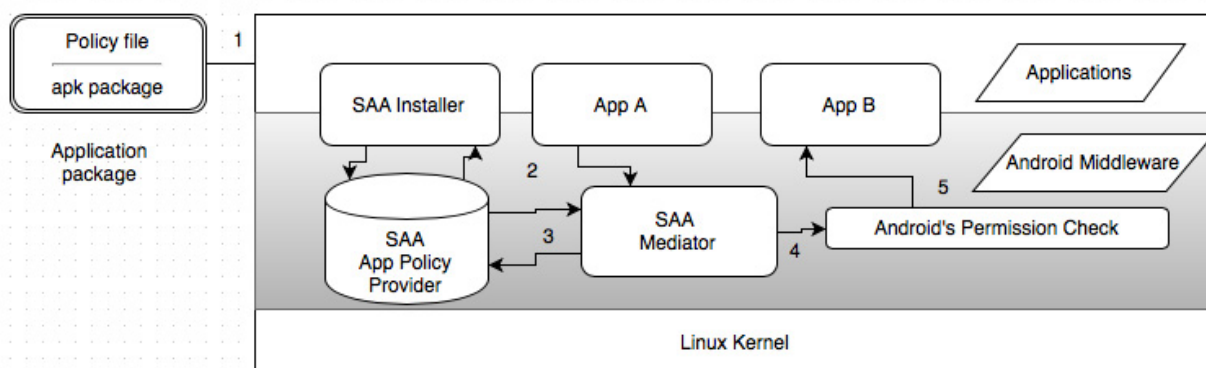 Policy file
apk package
1
Application
package
SAA Installer
App A
App B
Applications
Android Middleware
2
SAA
App Policy
Provider
3
SAA
Mediator
4
5
Android's Permission Check
Linux Kernel